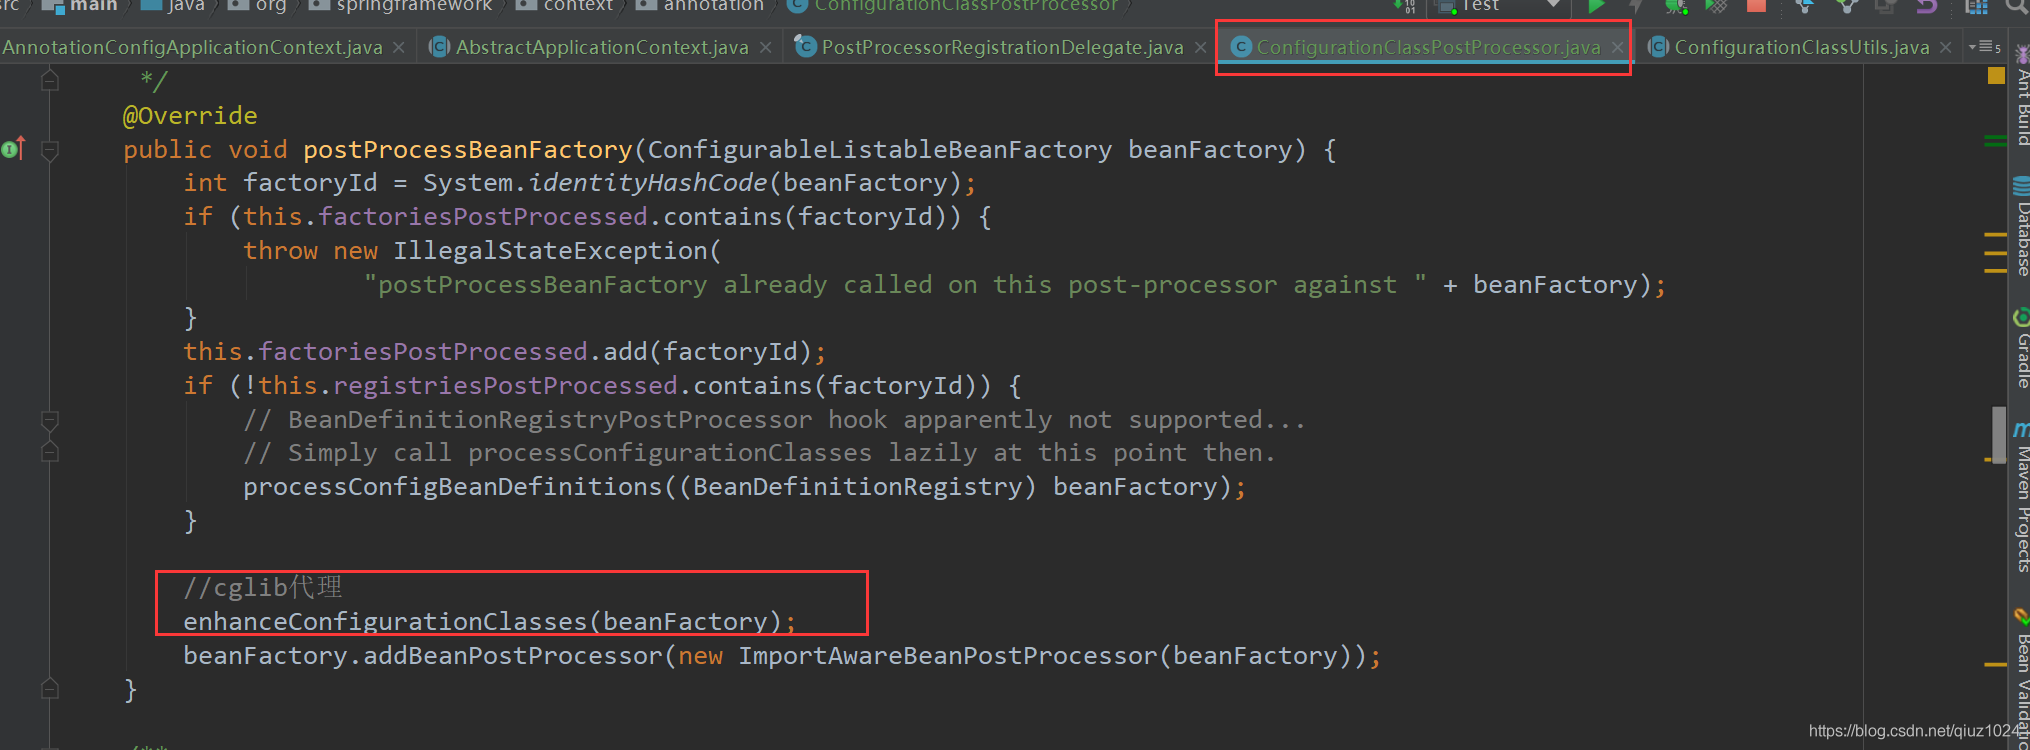 src main java org springframework context annotation ConfigurationClassPostProcessor Test
AnnotationConfigApplicationContext.java AbstractApplicationContext.java PostProcessorRegistrationDelegate.java ConfigurationClassPostProcessor.java ConfigurationClassUtils.java 5
*/
@Override
public void postProcessBeanFactory(ConfigurableListableBeanFactory beanFactory) {
int factoryId = System.identityHashCode(beanFactory);
if (this.factoriesPostProcessed.contains(factoryId)) {
throw new IllegalStateException(
"postProcessBeanFactory already called on this post-processor against " + beanFactory);
}
this.factoriesPostProcessed.add(factoryId);
if (!this.registriesPostProcessed.contains(factoryId)) {
// BeanDefinitionRegistryPostProcessor hook apparently not supported...
// Simply call processConfigurationClasses lazily at this point then.
processConfigBeanDefinitions((BeanDefinitionRegistry) beanFactory);
}
//cglib代理
enhanceConfigurationClasses(beanFactory);
beanFactory.addBeanPostProcessor(new ImportAwareBeanPostProcessor(beanFactory));
}
/**
Ant Build
Database
Gradle
Maven Projects
Bean Validation
https://blog.csdn.net/qiuz1024